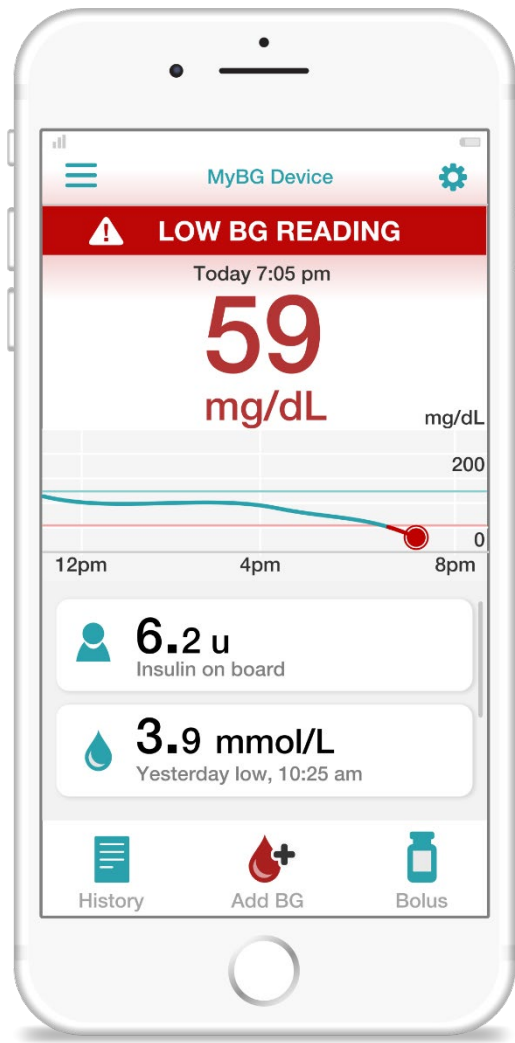 MyBG Device
LOW BG READING
Today 7:05 pm
59
mg/dL
mg/dL
200
0
12pm 4pm 8pm
6.2 u
Insulin on board
3.9 mmol/L
Yesterday low, 10:25 am
History Add BG Bolus